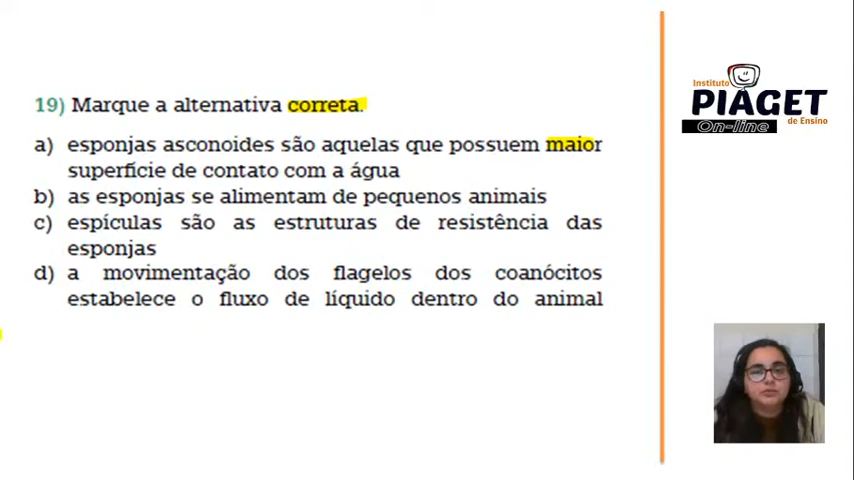 19) Marque a alternativa correta.
a) esponjas asconoides são aquelas que possuem maior
superfície de contato com a água
b) as esponjas se alimentam de pequenos animais
c) espículas são as estruturas de resistência das
esponjas
d) a movimentação dos flagelos dos coanócitos
estabelece o fluxo de líquido dentro do animal
Instituto
PIAGET
de Ensino
On-line